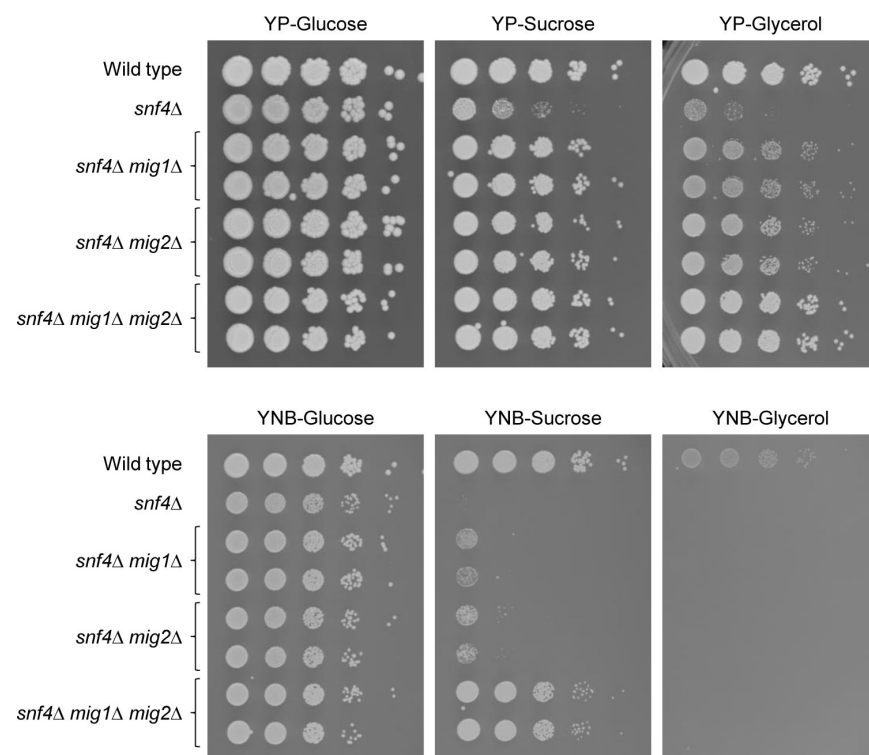 YP-Glucose YP-Sucrose YP-Glycerol
Wild type
snf4Δ
snf4Δ mig1Δ
snf4Δ mig2Δ
snf4Δ mig1Δ mig2Δ
YNB-Glucose YNB-Sucrose YNB-Glycerol
Wild type
snf4Δ
snf4Δ mig1Δ
snf4Δ mig2Δ
snf4Δ mig1Δ mig2Δ